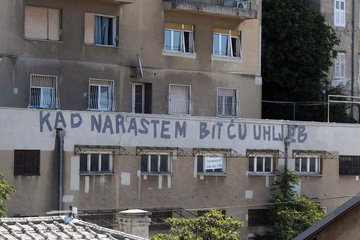 KAD NARASTEM BIT ĆU UHLJEB